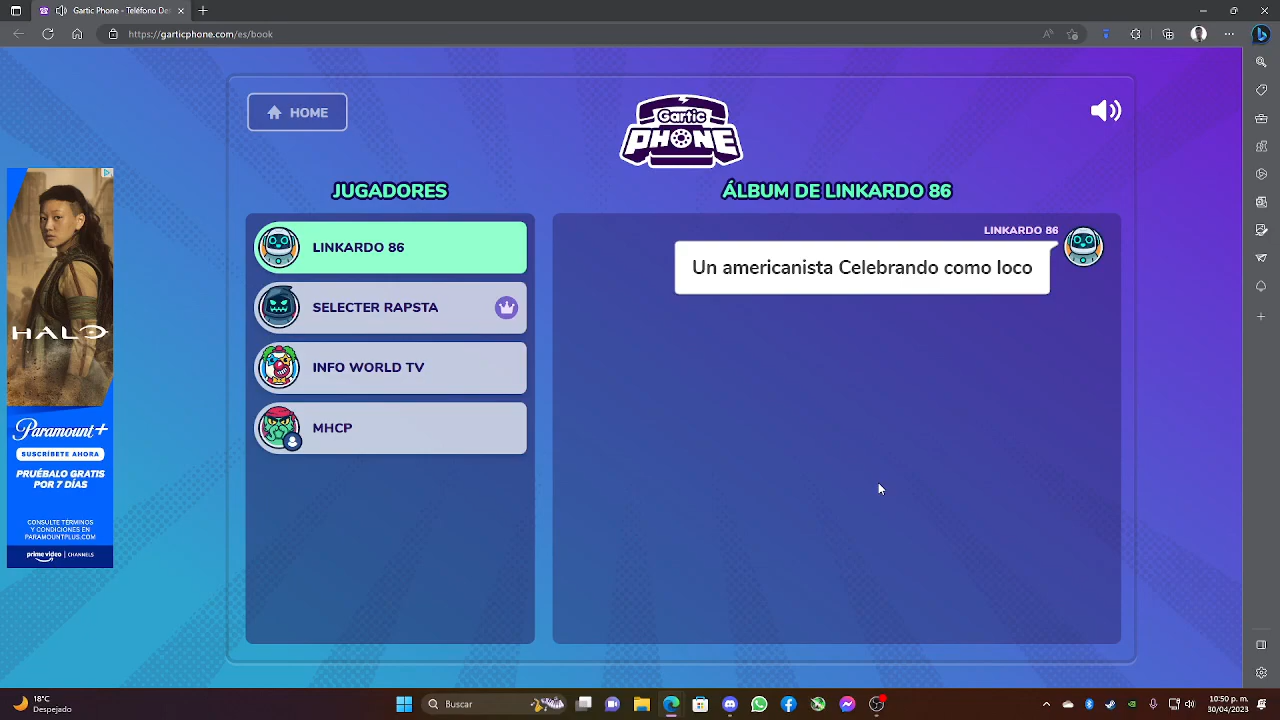 Gartic Phone - Teléfono De
https://garticphone.com/es/book
HOME
Gartic
PHONE
JUGADORES
ÁLBUM DE LINKARDO 86
LINKARDO 86
SELECTER RAPSTA
INFO WORLD TV
MHCP
LINKARDO 86
Un americanista Celebrando como loco
HALO
Paramount+
SUSCRÍBETE AHORA
PRUÉBALO GRATIS
POR 7 DÍAS
CONSULTE TÉRMINOS
Y CONDICIONES EN
PARAMOUNTPLUS.COM
prime video | CHANNELS
18°C
Despejado
Buscar
10:50 p. m.
30/04/2023